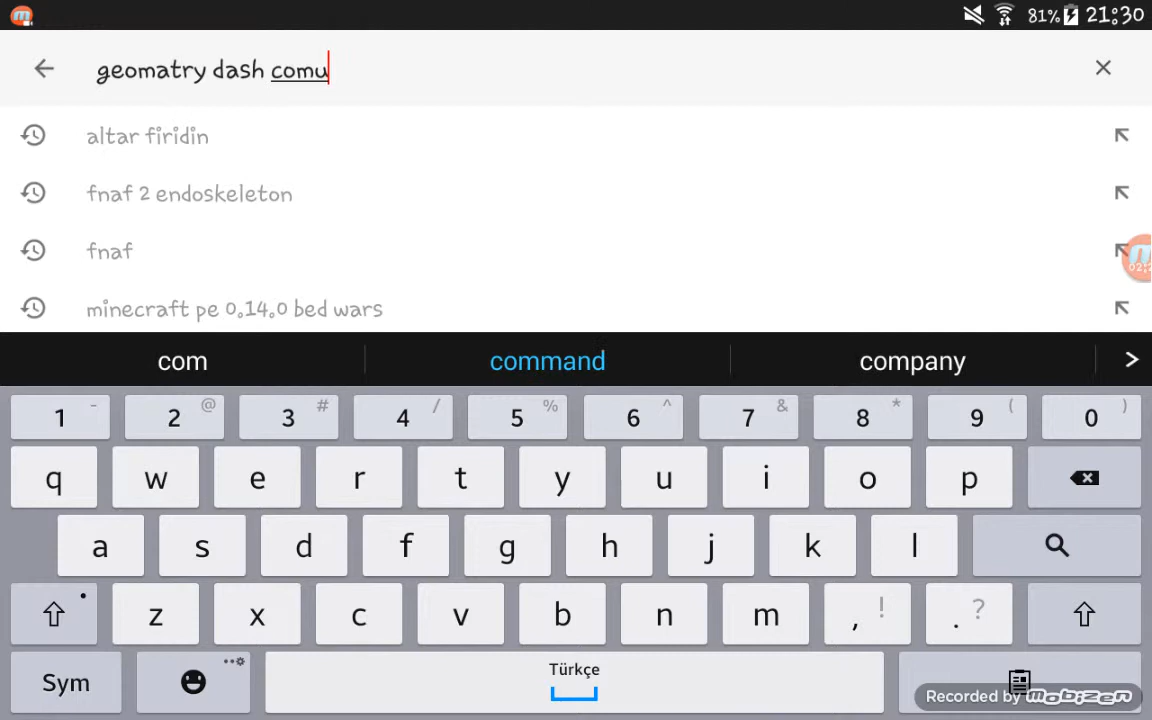 81% 21:30
geomatry dash comu
altar firidin
fnaf 2 endoskeleton
fnaf
minecraft pe 0.14.0 bed wars
com command company
1 - 2 @ 3 # 4 / 5 % 6 ^ 7 & 8 * 9 ( 0 )
q w e r t y u i o p
a s d f g h j k l
z x c v b n m , ! . ?
Sym Türkçe
Recorded by mobizen